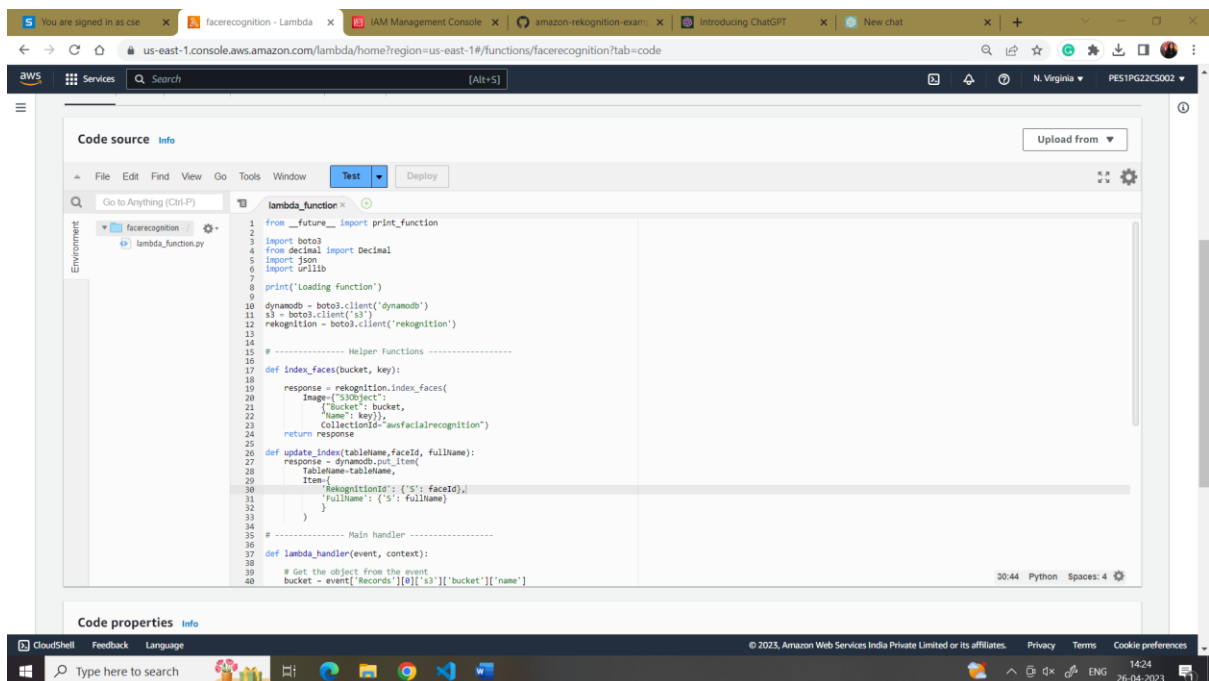 You are signed in as cse
facerecognition - Lambda
IAM Management Console
amazon-rekognition-examp
Introducing ChatGPT
New chat
us-east-1.console.aws.amazon.com/lambda/home?region=us-east-1#/functions/facerecognition?tab=code
aws
Services
Search
[Alt+S]
N. Virginia
PES1PG22CS002
Code source Info
Upload from
File Edit Find View Go Tools Window
Test
Deploy
Go to Anything (Ctrl-P)
lambda_function
Environment
facerecognition /
lambda_function.py
1 from __future__ import print_function
2
3 import boto3
4 from decimal import Decimal
5 import json
6 import urllib
7
8 print('Loading function')
9
10 dynamodb = boto3.client('dynamodb')
11 s3 = boto3.client('s3')
12 rekognition = boto3.client('rekognition')
13
14
15 # --------------- Helper Functions ------------------
16
17 def index_faces(bucket, key):
18
19 response = rekognition.index_faces(
20 Image={"S3Object":
21 {"Bucket": bucket,
22 "Name": key}},
23 CollectionId="awsfacialrecognition")
24 return response
25
26 def update_index(tableName,faceId, fullName):
27 response = dynamodb.put_item(
28 TableName=tableName,
29 Item={
30 'RekognitionId': {'S': faceId},
31 'FullName': {'S': fullName}
32 }
33 )
34
35 # --------------- Main handler ------------------
36
37 def lambda_handler(event, context):
38
39 # Get the object from the event
40 bucket = event['Records'][0]['s3']['bucket']['name']
30:44 Python Spaces: 4
Code properties Info
CloudShell Feedback Language
© 2023, Amazon Web Services India Private Limited or its affiliates. Privacy Terms Cookie preferences
Type here to search
ENG
14:24
26-04-2023